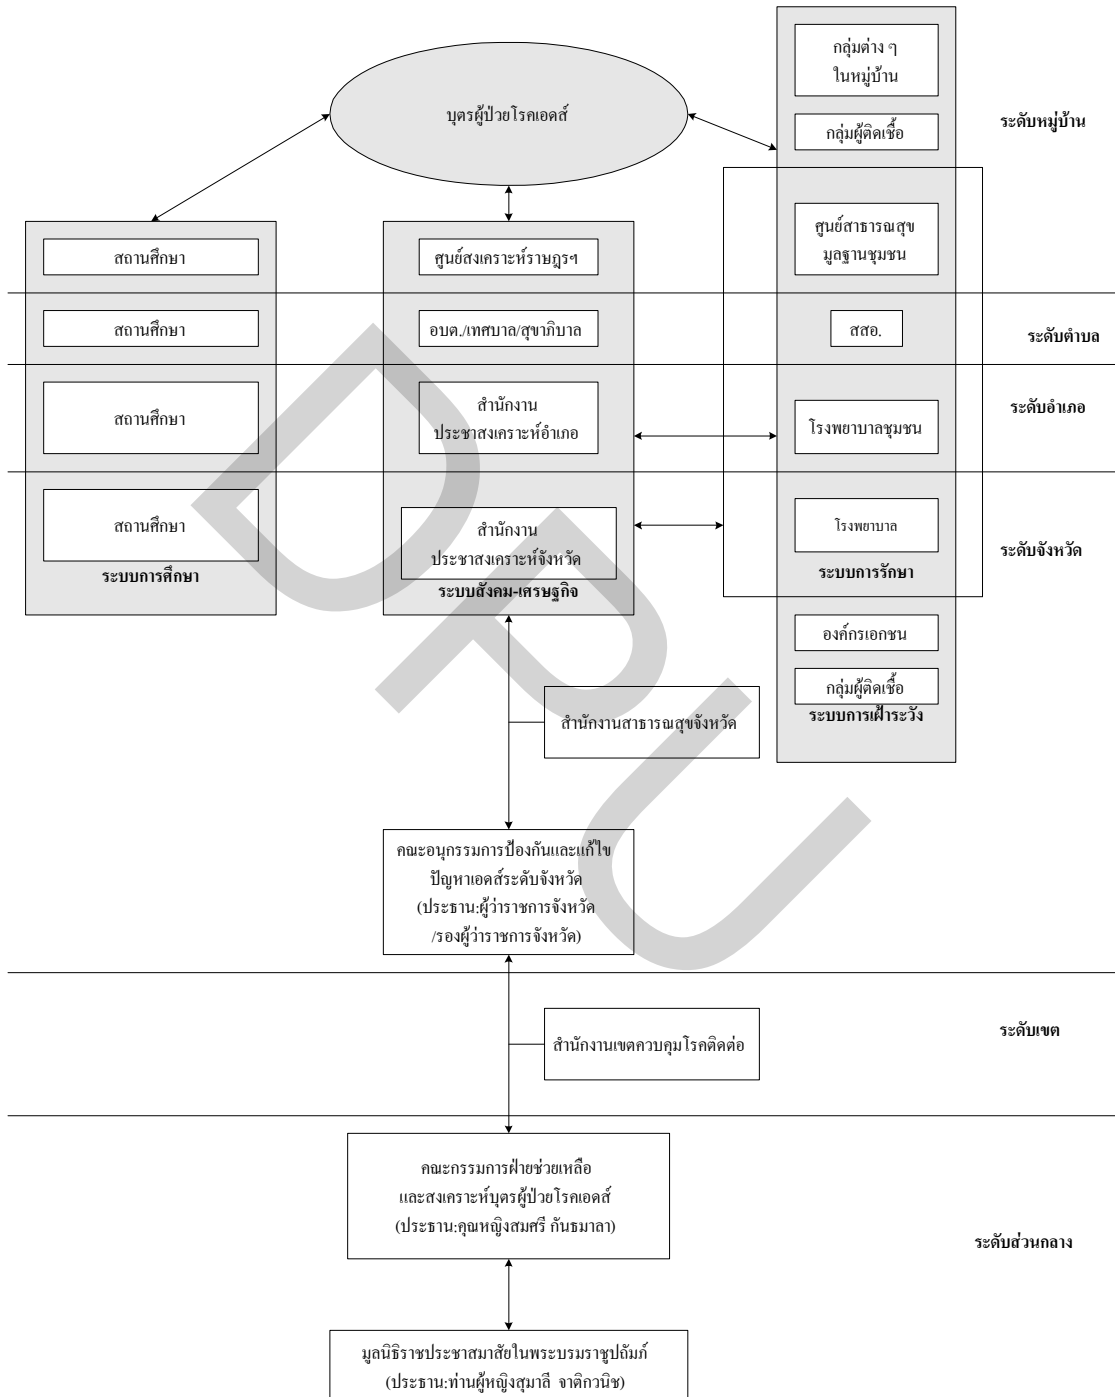 กลุ่มต่าง ๆ
ในหมู่บ้าน
บุตรผู้ป่วยโรคเอดส์
ระดับหมู่บ้าน
กลุ่มผู้ติดเชื้อ
สถานศึกษา
ศูนย์สงเคราะห์ราษฎรฯ
ศูนย์สาธารณสุข
มูลฐานชุมชน
สถานศึกษา
อบต./เทศบาล/สุขาภิบาล
สสอ.
ระดับตำบล
สถานศึกษา
สำนักงาน
ประชาสงเคราะห์อำเภอ
โรงพยาบาลชุมชน
ระดับอำเภอ
สถานศึกษา
สำนักงาน
ประชาสงเคราะห์จังหวัด
โรงพยาบาล
ระดับจังหวัด
ระบบการศึกษา
ระบบสังคม-เศรษฐกิจ
ระบบการรักษา
องค์กรเอกชน
กลุ่มผู้ติดเชื้อ
ระบบการเฝ้าระวัง
สำนักงานสาธารณสุขจังหวัด
คณะอนุกรรมการป้องกันและแก้ไข
ปัญหาเอดส์ระดับจังหวัด
(ประธาน:ผู้ว่าราชการจังหวัด
/รองผู้ว่าราชการจังหวัด)
ระดับเขต
สำนักงานเขตควบคุมโรคติดต่อ
คณะกรรมการฝ่ายช่วยเหลือ
และสงเคราะห์บุตรผู้ป่วยโรคเอดส์
(ประธาน:คุณหญิงสมศรี กันธมาลา)
ระดับส่วนกลาง
มูลนิธิราชประชาสมาสัยในพระบรมราชูปถัมภ์
(ประธาน:ท่านผู้หญิงสุมาลี จาติกวนิช)
DPU